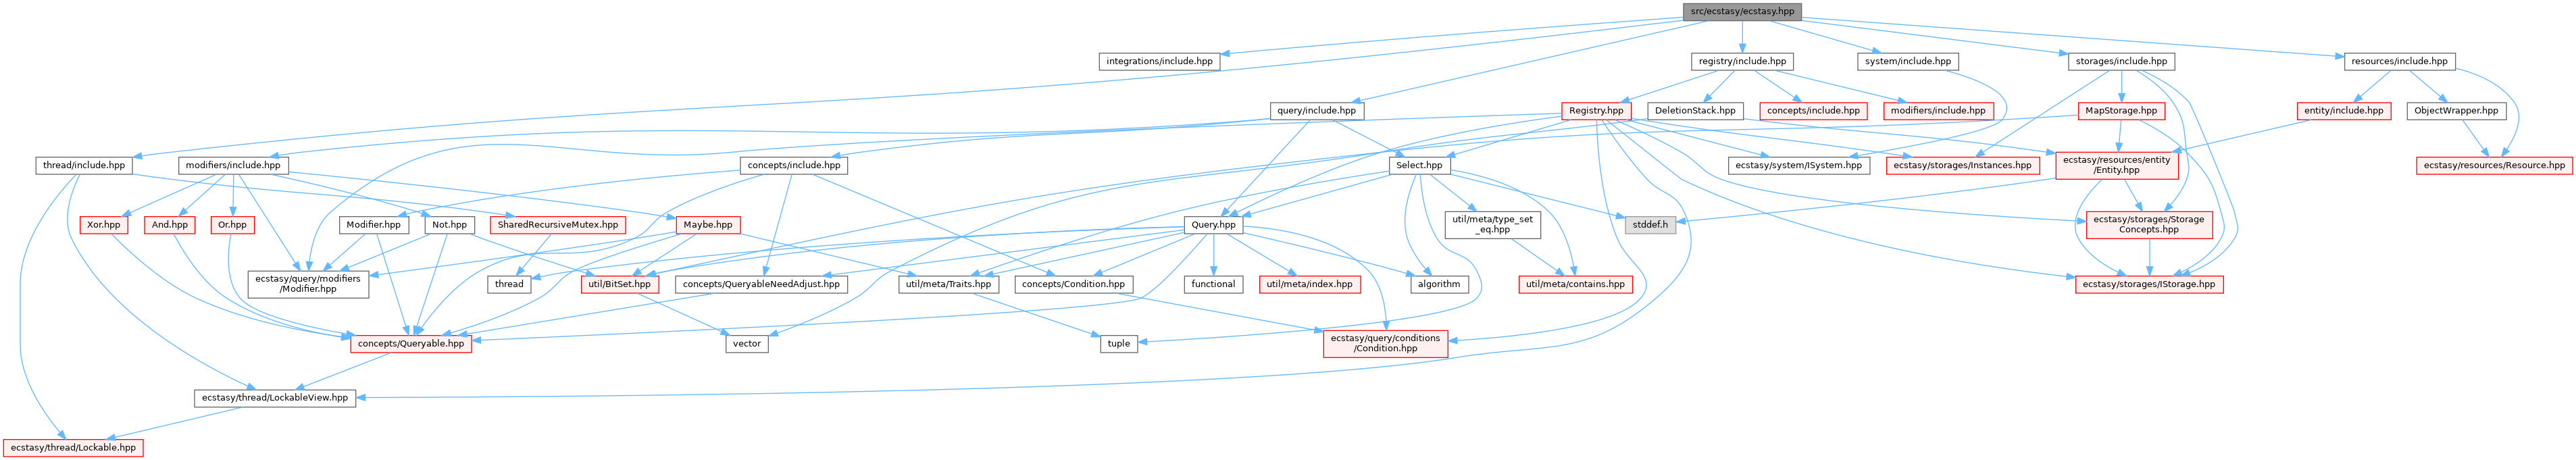 src/ecstasy/ecstasy.hpp
integrations/include.hpp
registry/include.hpp
system/include.hpp
storages/include.hpp
resources/include.hpp
query/include.hpp
Registry.hpp
DeletionStack.hpp
concepts/include.hpp
modifiers/include.hpp
MapStorage.hpp
entity/include.hpp
ObjectWrapper.hpp
thread/include.hpp
modifiers/include.hpp
concepts/include.hpp
Select.hpp
ecstasy/system/ISystem.hpp
ecstasy/storages/Instances.hpp
ecstasy/resources/entity
/Entity.hpp
ecstasy/resources/Resource.hpp
Xor.hpp
And.hpp
Or.hpp
Modifier.hpp
Not.hpp
SharedRecursiveMutex.hpp
Maybe.hpp
Query.hpp
util/meta/type_set
_eq.hpp
stddef.h
ecstasy/storages/Storage
Concepts.hpp
ecstasy/query/modifiers
/Modifier.hpp
thread
util/BitSet.hpp
concepts/QueryableNeedAdjust.hpp
util/meta/Traits.hpp
concepts/Condition.hpp
functional
util/meta/index.hpp
algorithm
util/meta/contains.hpp
ecstasy/storages/IStorage.hpp
concepts/Queryable.hpp
vector
tuple
ecstasy/query/conditions
/Condition.hpp
ecstasy/thread/LockableView.hpp
ecstasy/thread/Lockable.hpp